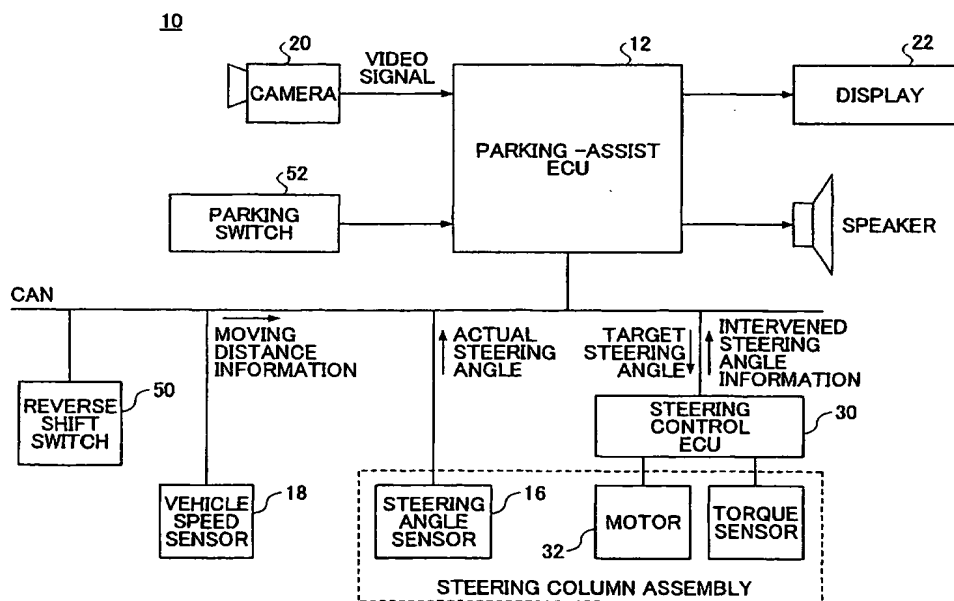 10
20
VIDEO
SIGNAL
CAMERA
12
PARKING -ASSIST
ECU
22
DISPLAY
52
PARKING
SWITCH
SPEAKER
CAN
MOVING
DISTANCE
INFORMATION
ACTUAL
STEERING
ANGLE
TARGET
STEERING
ANGLE
INTERVENED
STEERING
ANGLE
INFORMATION
50
REVERSE
SHIFT
SWITCH
STEERING
CONTROL
ECU
30
VEHICLE
SPEED
SENSOR
18
STEERING
ANGLE
SENSOR
16
MOTOR
32
TORQUE
SENSOR
STEERING COLUMN ASSEMBLY